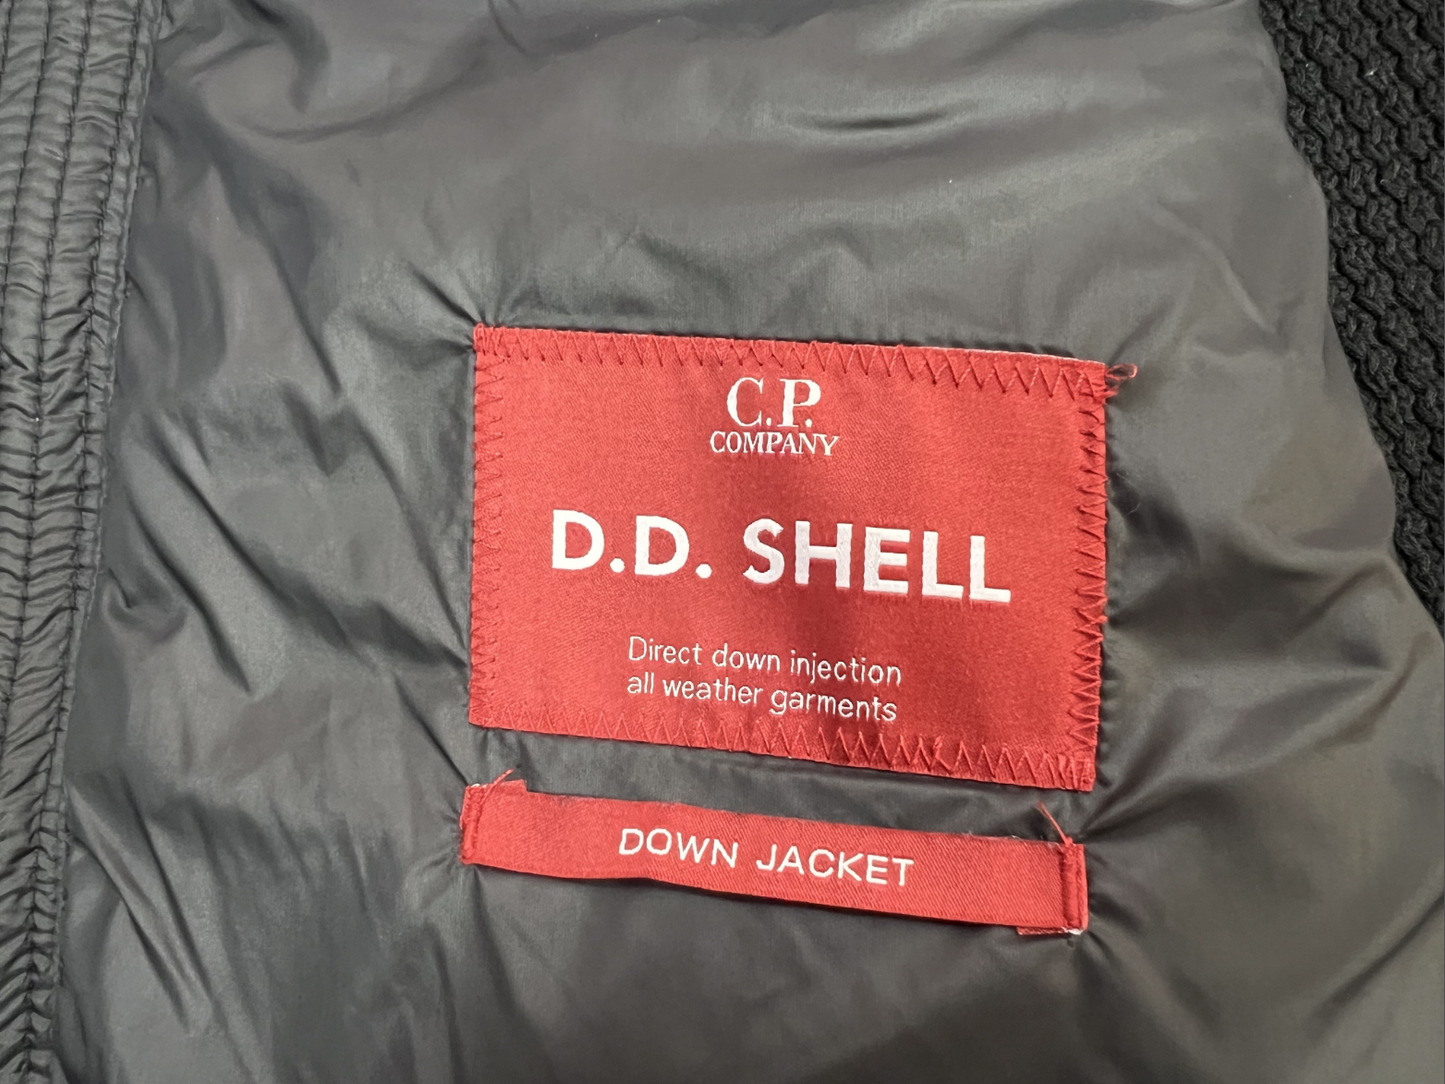 C.P.
COMPANY
D.D. SHELL
Direct down injection
all weather garments
DOWN JACKET